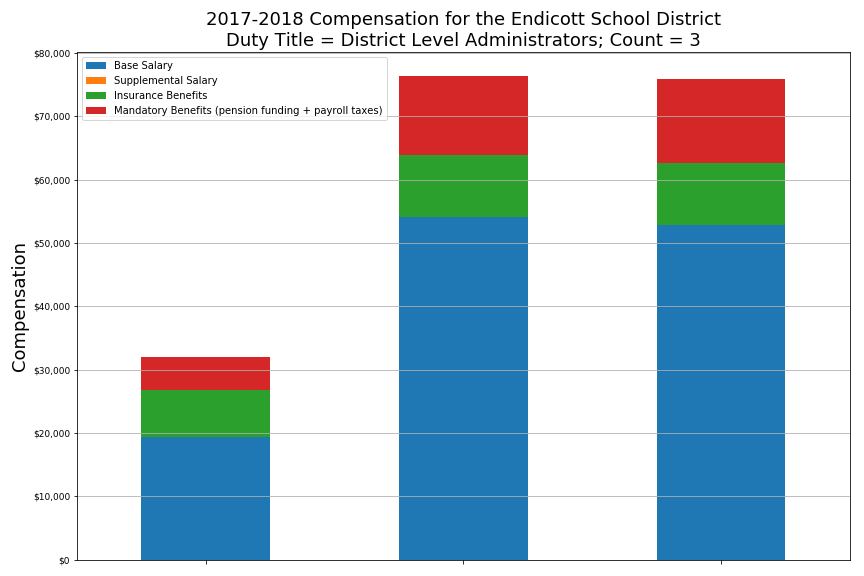 2017-2018 Compensation for the Endicott School District
Duty Title = District Level Administrators; Count = 3
$80,000
Base Salary
Supplemental Salary
Insurance Benefits
Mandatory Benefits (pension funding + payroll taxes)
$70,000
$60,000
$50,000
$40,000
$30,000
$20,000
$10,000
$0
Compensation